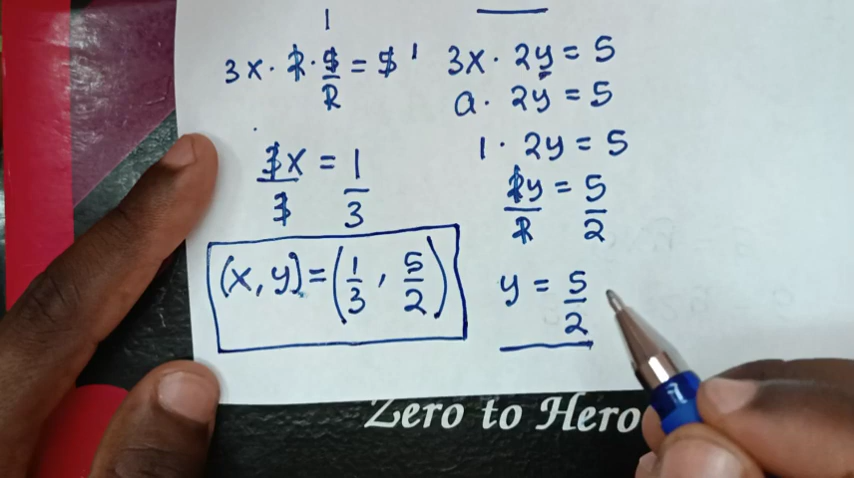 1
3x · 2 · 5/2 = 5 1
3x = 1
3 3
(x, y) = (1/3, 5/2)
3x · 2y = 5
a · 2y = 5
1 · 2y = 5
2y = 5
2 2
y = 5/2
Zero to Hero